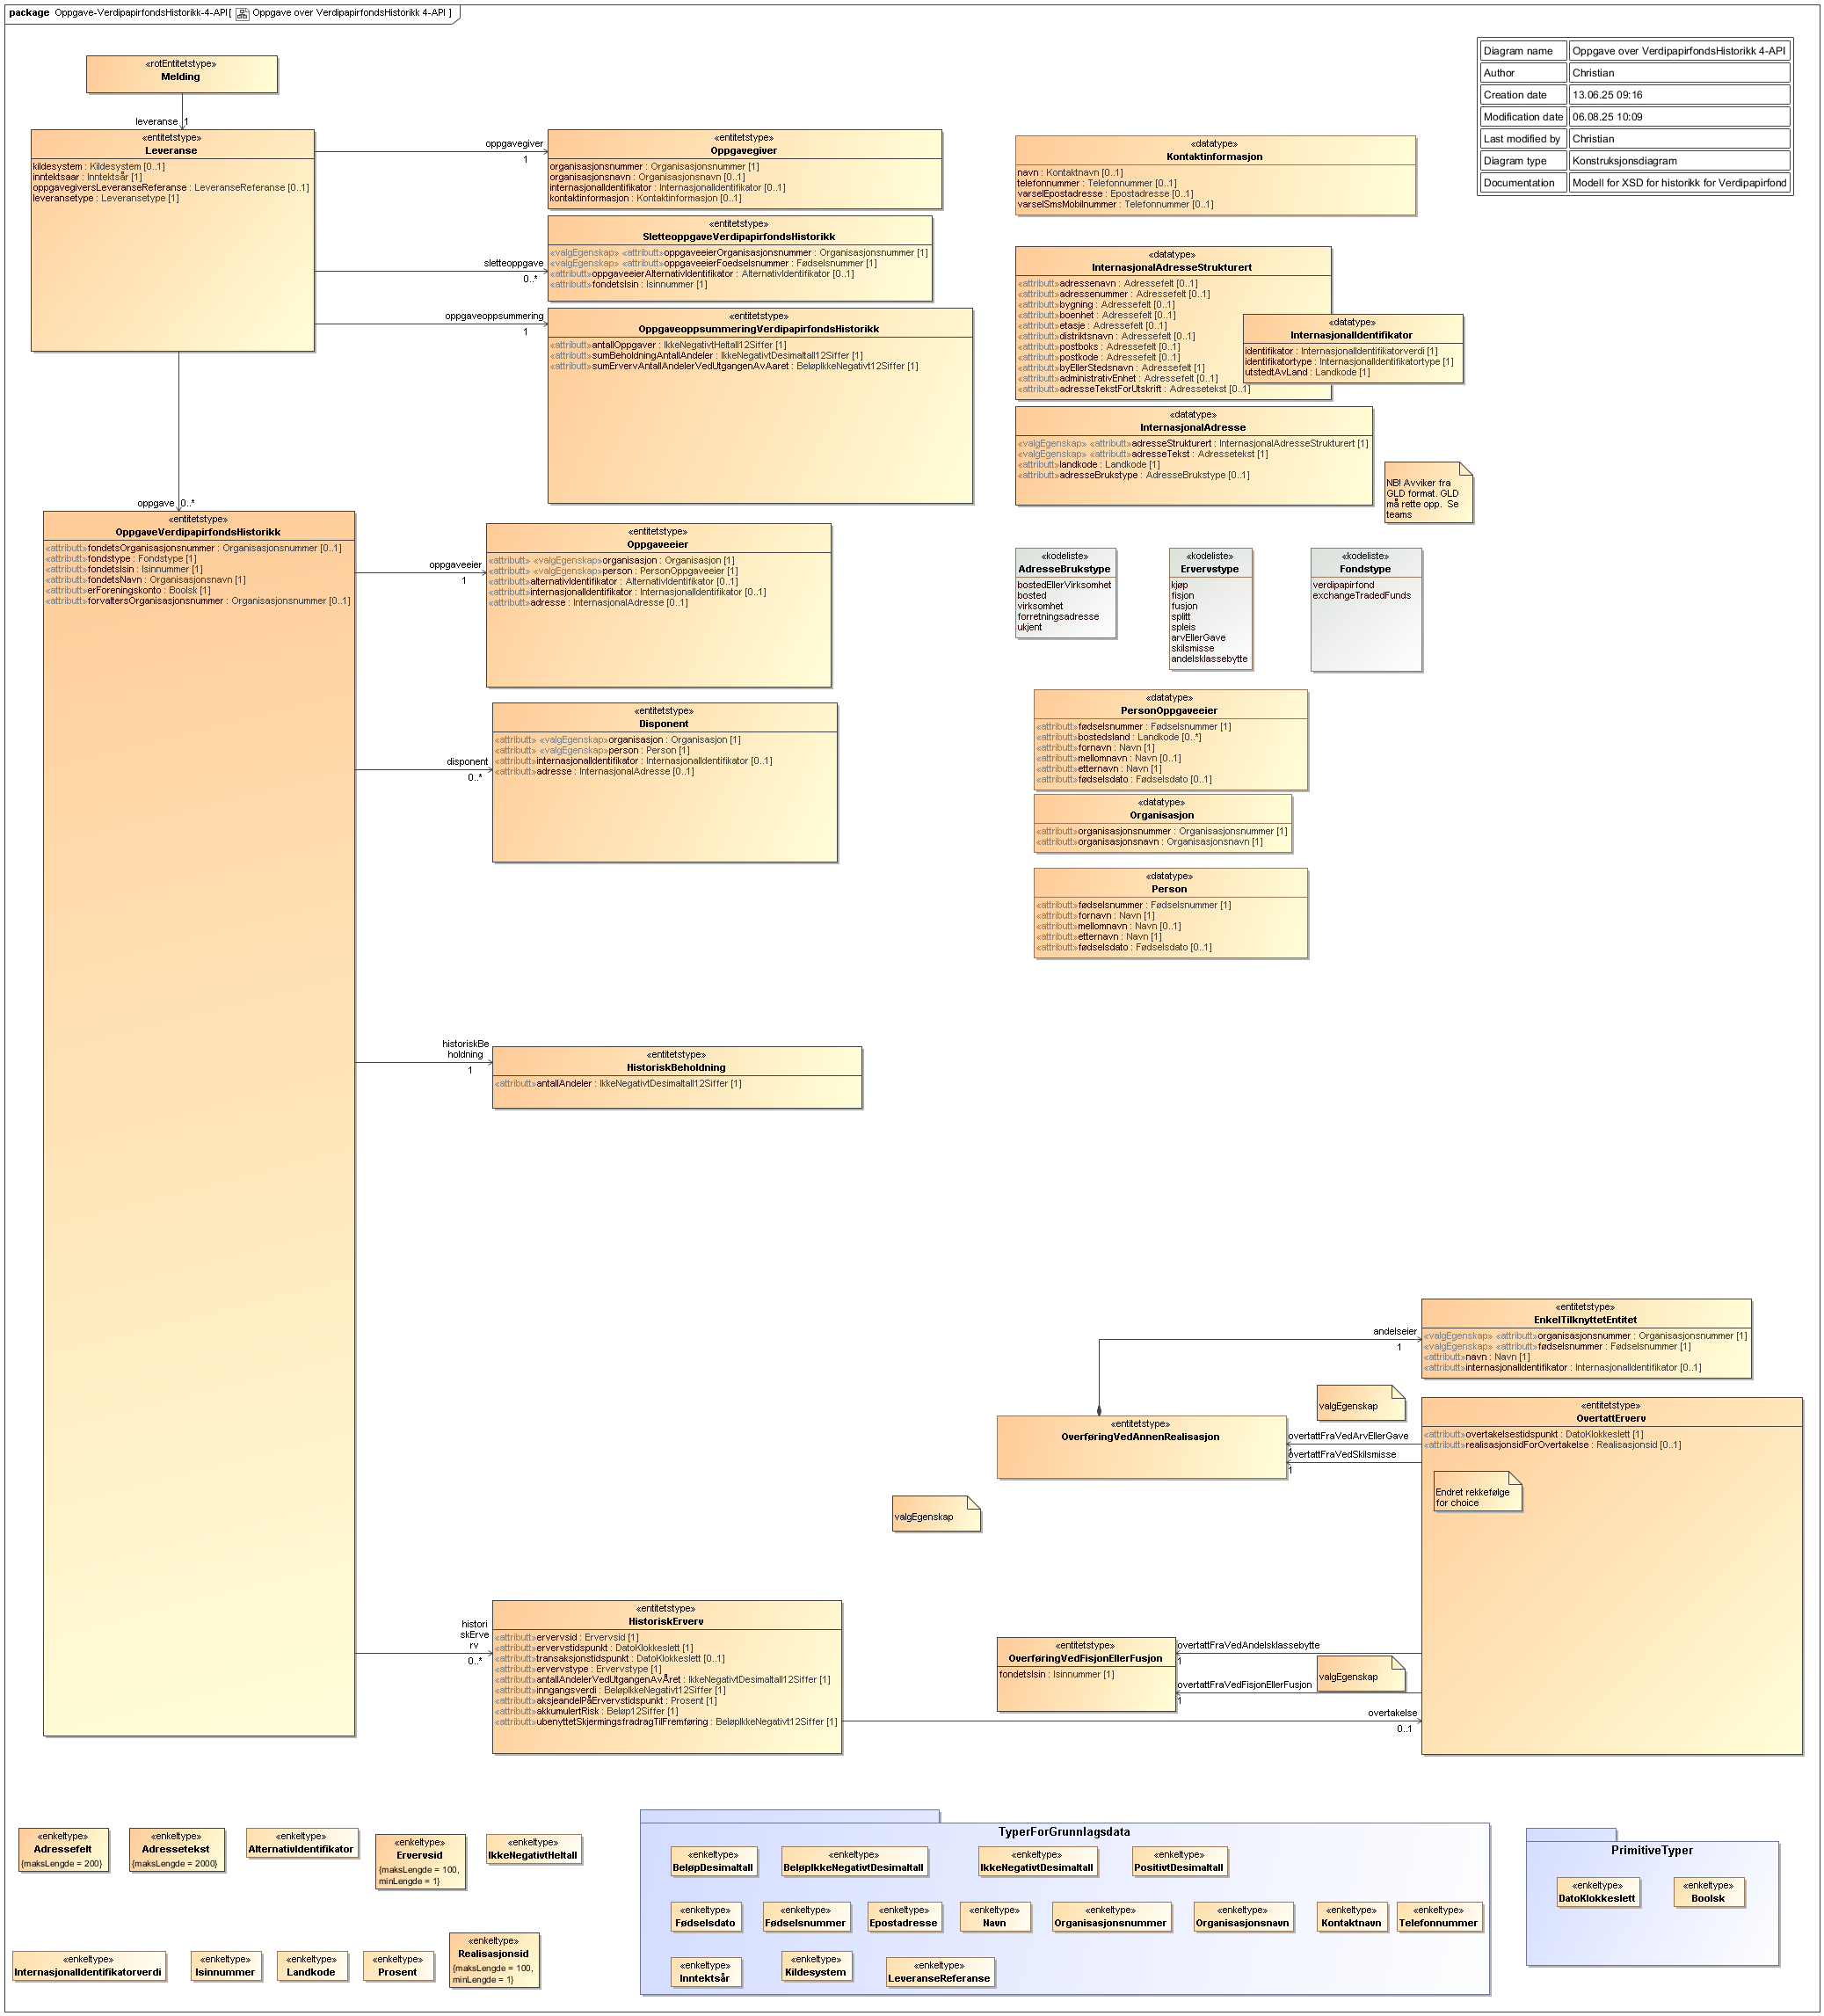 package Oppgave-VerdipapirfondsHistorikk-4-API[ Oppgave over VerdipapirfondsHistorikk 4-API ]
Diagram name Oppgave over VerdipapirfondsHistorikk 4-API
Author Christian
Creation date 13.06.25 09:16
Modification date 06.08.25 10:09
Last modified by Christian
Diagram type Konstruksjonsdiagram
Documentation Modell for XSD for historikk for Verdipapirfond
«rotEntitetstype»
Melding
leveranse 1
«entitetstype»
Leveranse
kildesystem : Kildesystem [0..1]
inntektsaar : Inntektsår [1]
oppgavegiversLeveranseReferanse : LeveranseReferanse [0..1]
leveransetype : Leveransetype [1]
oppgavegiver
1
«entitetstype»
Oppgavegiver
organisasjonsnummer : Organisasjonsnummer [1]
organisasjonsnavn : Organisasjonsnavn [0..1]
internasjonalIdentifikator : InternasjonalIdentifikator [0..1]
kontaktinformasjon : Kontaktinformasjon [0..1]
sletteoppgave
0..*
«entitetstype»
SletteoppgaveVerdipapirfondsHistorikk
«valgEgenskap» «attributt»oppgaveeierOrganisasjonsnummer : Organisasjonsnummer [1]
«valgEgenskap» «attributt»oppgaveeierFoedselsnummer : Fødselsnummer [1]
«attributt»oppgaveeierAlternativIdentifikator : AlternativIdentifikator [0..1]
«attributt»fondetsIsin : Isinnummer [1]
oppgaveoppsummering
1
«entitetstype»
OppgaveoppsummeringVerdipapirfondsHistorikk
«attributt»antallOppgaver : IkkeNegativtHeltall12Siffer [1]
«attributt»sumBeholdningAntallAndeler : IkkeNegativtDesimaltall12Siffer [1]
«attributt»sumErvervAntallAndelerVedUtgangenAvAaret : BeløpIkkeNegativt12Siffer [1]
«datatype»
Kontaktinformasjon
navn : Kontaktnavn [0..1]
telefonnummer : Telefonnummer [0..1]
varselEpostadresse : Epostadresse [0..1]
varselSmsMobilnummer : Telefonnummer [0..1]
«datatype»
InternasjonalAdresseStrukturert
«attributt»adressenavn : Adressefelt [0..1]
«attributt»adressenummer : Adressefelt [0..1]
«attributt»bygning : Adressefelt [0..1]
«attributt»boenhet : Adressefelt [0..1]
«attributt»etasje : Adressefelt [0..1]
«attributt»distriktsnavn : Adressefelt [0..1]
«attributt»postboks : Adressefelt [0..1]
«attributt»postkode : Adressefelt [0..1]
«attributt»byEllerStedsnavn : Adressefelt [1]
«attributt»administrativEnhet : Adressefelt [0..1]
«attributt»adresseTekstForUtskrift : Adressetekst [0..1]
«datatype»
InternasjonalIdentifikator
identifikator : InternasjonalIdentifikatorverdi [1]
identifikatortype : InternasjonalIdentifikatortype [1]
utstedtAvLand : Landkode [1]
«datatype»
InternasjonalAdresse
«valgEgenskap» «attributt»adresseStrukturert : InternasjonalAdresseStrukturert [1]
«valgEgenskap» «attributt»adresseTekst : Adressetekst [1]
«attributt»landkode : Landkode [1]
«attributt»adresseBrukstype : AdresseBrukstype [0..1]
NB! Avviker fra
GLD format. GLD
må rette opp. Se
teams
oppgave 0..*
«entitetstype»
OppgaveVerdipapirfondsHistorikk
«attributt»fondetsOrganisasjonsnummer : Organisasjonsnummer [0..1]
«attributt»fondstype : Fondstype [1]
«attributt»fondetsIsin : Isinnummer [1]
«attributt»fondetsNavn : Organisasjonsnavn [1]
«attributt»erForeningskonto : Boolsk [1]
«attributt»forvaltersOrganisasjonsnummer : Organisasjonsnummer [0..1]
oppgaveeier
1
«entitetstype»
Oppgaveeier
«attributt» «valgEgenskap»organisasjon : Organisasjon [1]
«attributt» «valgEgenskap»person : PersonOppgaveeier [1]
«attributt»alternativIdentifikator : AlternativIdentifikator [0..1]
«attributt»internasjonalIdentifikator : InternasjonalIdentifikator [0..1]
«attributt»adresse : InternasjonalAdresse [0..1]
«kodeliste»
AdresseBrukstype
bostedEllerVirksomhet
bosted
virksomhet
forretningsadresse
ukjent
«kodeliste»
Ervervstype
kjøp
fisjon
fusjon
splitt
spleis
arvEllerGave
skilsmisse
andelsklassebytte
«kodeliste»
Fondstype
verdipapirfond
exchangeTradedFunds
disponent
0..*
«entitetstype»
Disponent
«attributt» «valgEgenskap»organisasjon : Organisasjon [1]
«attributt» «valgEgenskap»person : Person [1]
«attributt»internasjonalIdentifikator : InternasjonalIdentifikator [0..1]
«attributt»adresse : InternasjonalAdresse [0..1]
«datatype»
PersonOppgaveeier
«attributt»fødselsnummer : Fødselsnummer [1]
«attributt»bostedsland : Landkode [0..*]
«attributt»fornavn : Navn [1]
«attributt»mellomnavn : Navn [0..1]
«attributt»etternavn : Navn [1]
«attributt»fødselsdato : Fødselsdato [0..1]
«datatype»
Organisasjon
«attributt»organisasjonsnummer : Organisasjonsnummer [1]
«attributt»organisasjonsnavn : Organisasjonsnavn [1]
«datatype»
Person
«attributt»fødselsnummer : Fødselsnummer [1]
«attributt»fornavn : Navn [1]
«attributt»mellomnavn : Navn [0..1]
«attributt»etternavn : Navn [1]
«attributt»fødselsdato : Fødselsdato [0..1]
historiskBe
holdning
1
«entitetstype»
HistoriskBeholdning
«attributt»antallAndeler : IkkeNegativtDesimaltall12Siffer [1]
andelseier
1
«entitetstype»
EnkelTilknyttetEntitet
«valgEgenskap» «attributt»organisasjonsnummer : Organisasjonsnummer [1]
«valgEgenskap» «attributt»fødselsnummer : Fødselsnummer [1]
«attributt»navn : Navn [1]
«attributt»internasjonalIdentifikator : InternasjonalIdentifikator [0..1]
valgEgenskap
«entitetstype»
OverføringVedAnnenRealisasjon
overtattFraVedArvEllerGave
1
overtattFraVedSkilsmisse
1
«entitetstype»
OvertattErverv
«attributt»overtakelsestidspunkt : DatoKlokkeslett [1]
«attributt»realisasjonsidForOvertakelse : Realisasjonsid [0..1]
Endret rekkefølge
for choice
valgEgenskap
histori
skErve
rv
0..*
«entitetstype»
HistoriskErverv
«attributt»ervervsid : Ervervsid [1]
«attributt»ervervstidspunkt : DatoKlokkeslett [1]
«attributt»transaksjonstidspunkt : DatoKlokkeslett [0..1]
«attributt»ervervstype : Ervervstype [1]
«attributt»antallAndelerVedUtgangenAvÅret : IkkeNegativtDesimaltall12Siffer [1]
«attributt»inngangsverdi : BeløpIkkeNegativt12Siffer [1]
«attributt»aksjeandelPåErvervstidspunkt : Prosent [1]
«attributt»akkumulertRisk : Beløp12Siffer [1]
«attributt»ubenyttetSkjermingsfradragTilFremføring : BeløpIkkeNegativt12Siffer [1]
«entitetstype»
OverføringVedFisjonEllerFusjon
fondetsIsin : Isinnummer [1]
overtattFraVedAndelsklassebytte
1
valgEgenskap
overtattFraVedFisjonEllerFusjon
1
overtakelse
0..1
«enkeltype»
Adressefelt
{maksLengde = 200}
«enkeltype»
Adressetekst
{maksLengde = 2000}
«enkeltype»
AlternativIdentifikator
«enkeltype»
Ervervsid
{maksLengde = 100,
minLengde = 1}
«enkeltype»
IkkeNegativtHeltall
«enkeltype»
InternasjonalIdentifikatorverdi
«enkeltype»
Isinnummer
«enkeltype»
Landkode
«enkeltype»
Prosent
«enkeltype»
Realisasjonsid
{maksLengde = 100,
minLengde = 1}
TyperForGrunnlagsdata
«enkeltype»
BeløpDesimaltall
«enkeltype»
BeløpIkkeNegativtDesimaltall
«enkeltype»
IkkeNegativtDesimaltall
«enkeltype»
PositivtDesimaltall
«enkeltype»
Fødselsdato
«enkeltype»
Fødselsnummer
«enkeltype»
Epostadresse
«enkeltype»
Navn
«enkeltype»
Organisasjonsnummer
«enkeltype»
Organisasjonsnavn
«enkeltype»
Kontaktnavn
«enkeltype»
Telefonnummer
«enkeltype»
Inntektsår
«enkeltype»
Kildesystem
«enkeltype»
LeveranseReferanse
PrimitiveTyper
«enkeltype»
DatoKlokkeslett
«enkeltype»
Boolsk